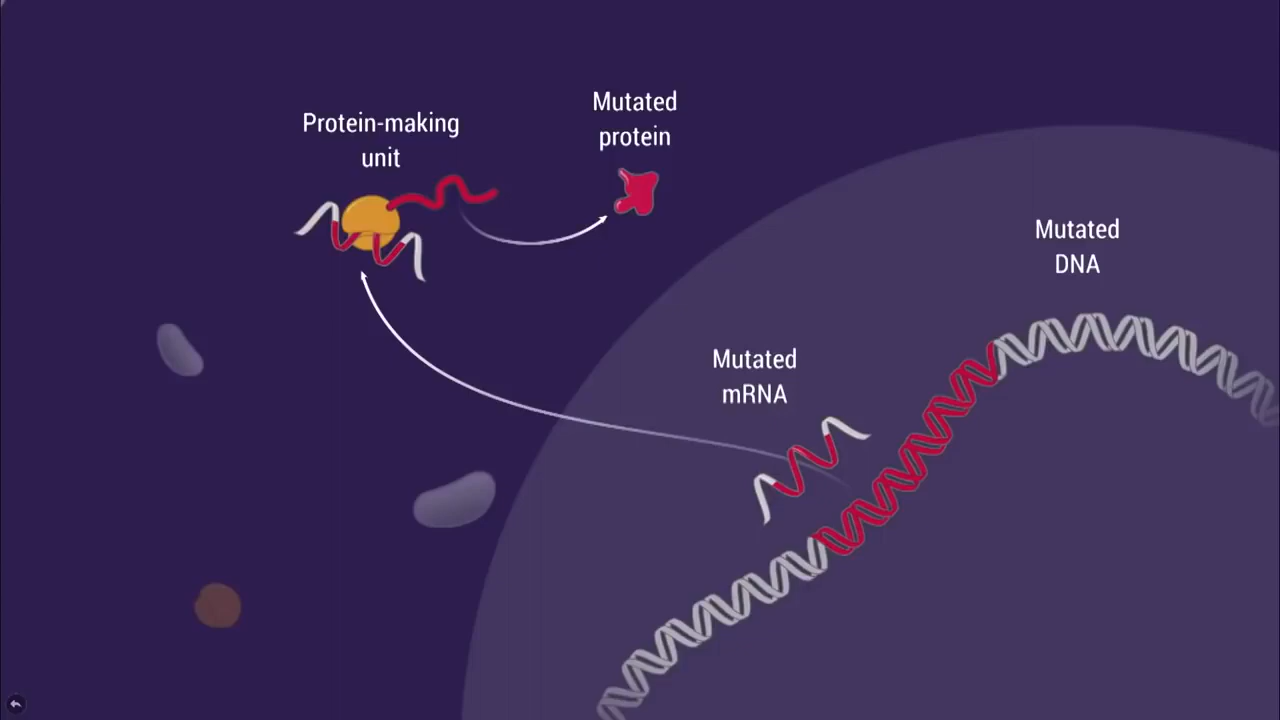 Protein-making
unit
Mutated
protein
Mutated
DNA
Mutated
mRNA